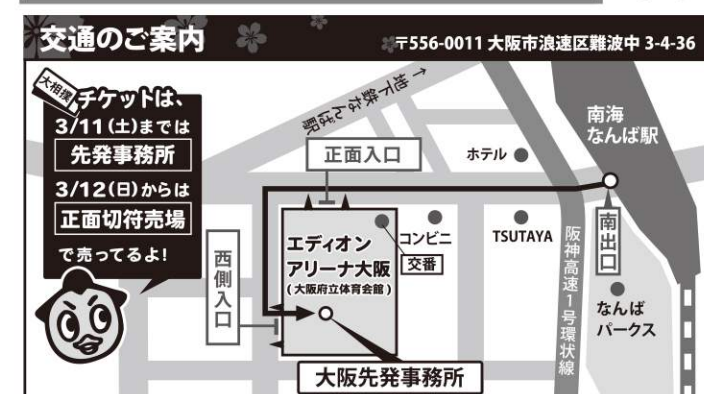 交通のご案内
〒556-0011 大阪市浪速区難波中 3-4-36
大相撲
チケットは、
3/11(土)までは
先発事務所
3/12(日)からは
正面切符売場
で売ってるよ!
↑地下鉄なんば駅
正面入口
ホテル
南海
なんば駅
エディオン
アリーナ大阪
(大阪府立体育会館)
コンビニ
交番
TSUTAYA
阪神高速1号環状線
南出口
西側入口
なんば
パークス
大阪先発事務所